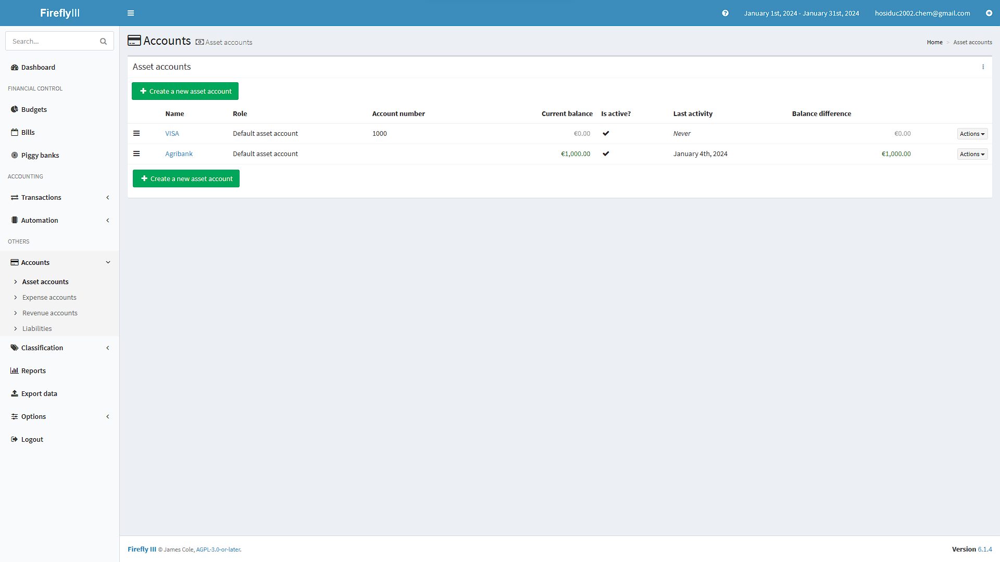 FireflyIII
January 1st, 2024 - January 31st, 2024
hosiduc2002.chem@gmail.com
Search...
Accounts
Asset accounts
Home > Asset accounts
Dashboard
FINANCIAL CONTROL
Budgets
Bills
Piggy banks
ACCOUNTING
Transactions
Automation
OTHERS
Accounts
Asset accounts
Expense accounts
Revenue accounts
Liabilities
Classification
Reports
Export data
Options
Logout
Asset accounts
Create a new asset account
Name Role Account number Current balance Is active? Last activity Balance difference
VISA Default asset account 1000 €0.00 Never €0.00 Actions
Agribank Default asset account €1,000.00 January 4th, 2024 €1,000.00 Actions
Create a new asset account
Firefly III © James Cole, AGPL-3.0-or-later.
Version 6.1.4